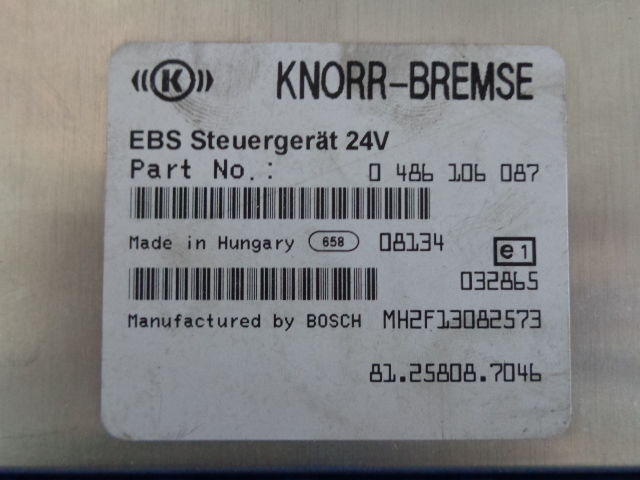 ((K)) KNORR-BREMSE
EBS Steuergerät 24V
Part No.: 0 486 106 087
Made in Hungary 658 08134 e1
032865
Manufactured by BOSCH MH2F13082573
81.25808.7046